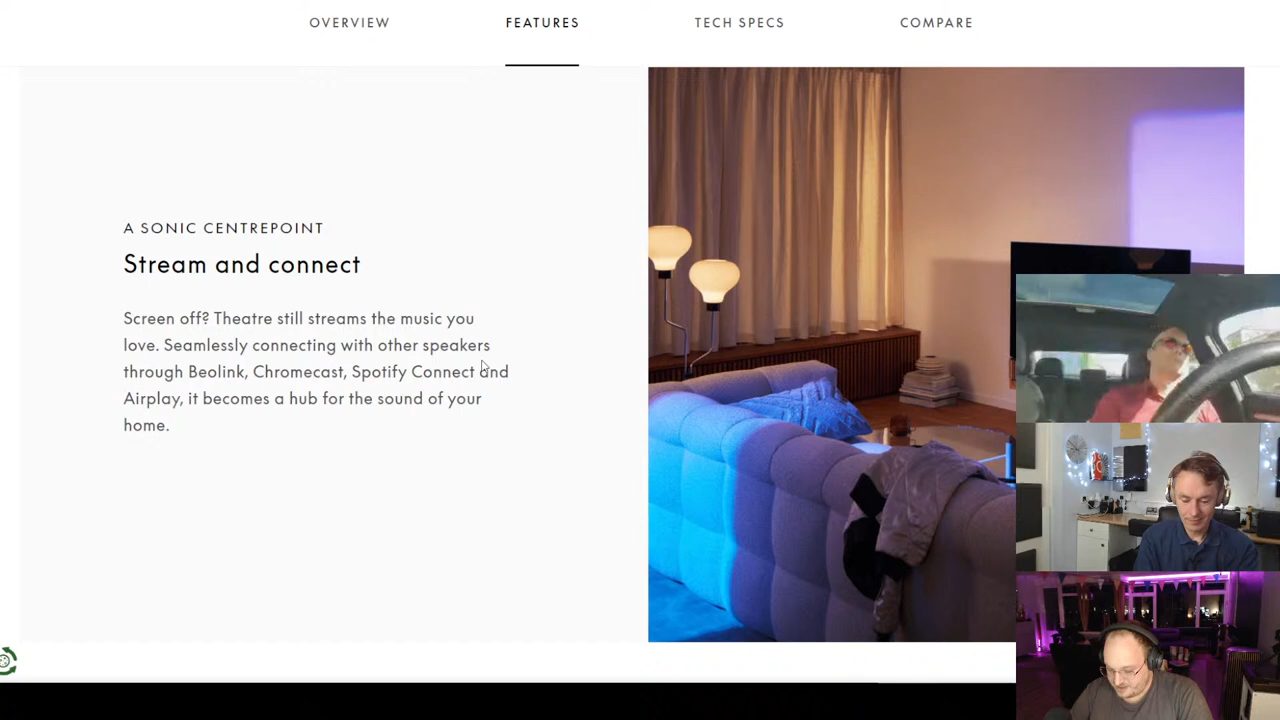 OVERVIEW
FEATURES
TECH SPECS
COMPARE
A SONIC CENTREPOINT
Stream and connect
Screen off? Theatre still streams the music you
love. Seamlessly connecting with other speakers
through Beolink, Chromecast, Spotify Connect and
Airplay, it becomes a hub for the sound of your
home.